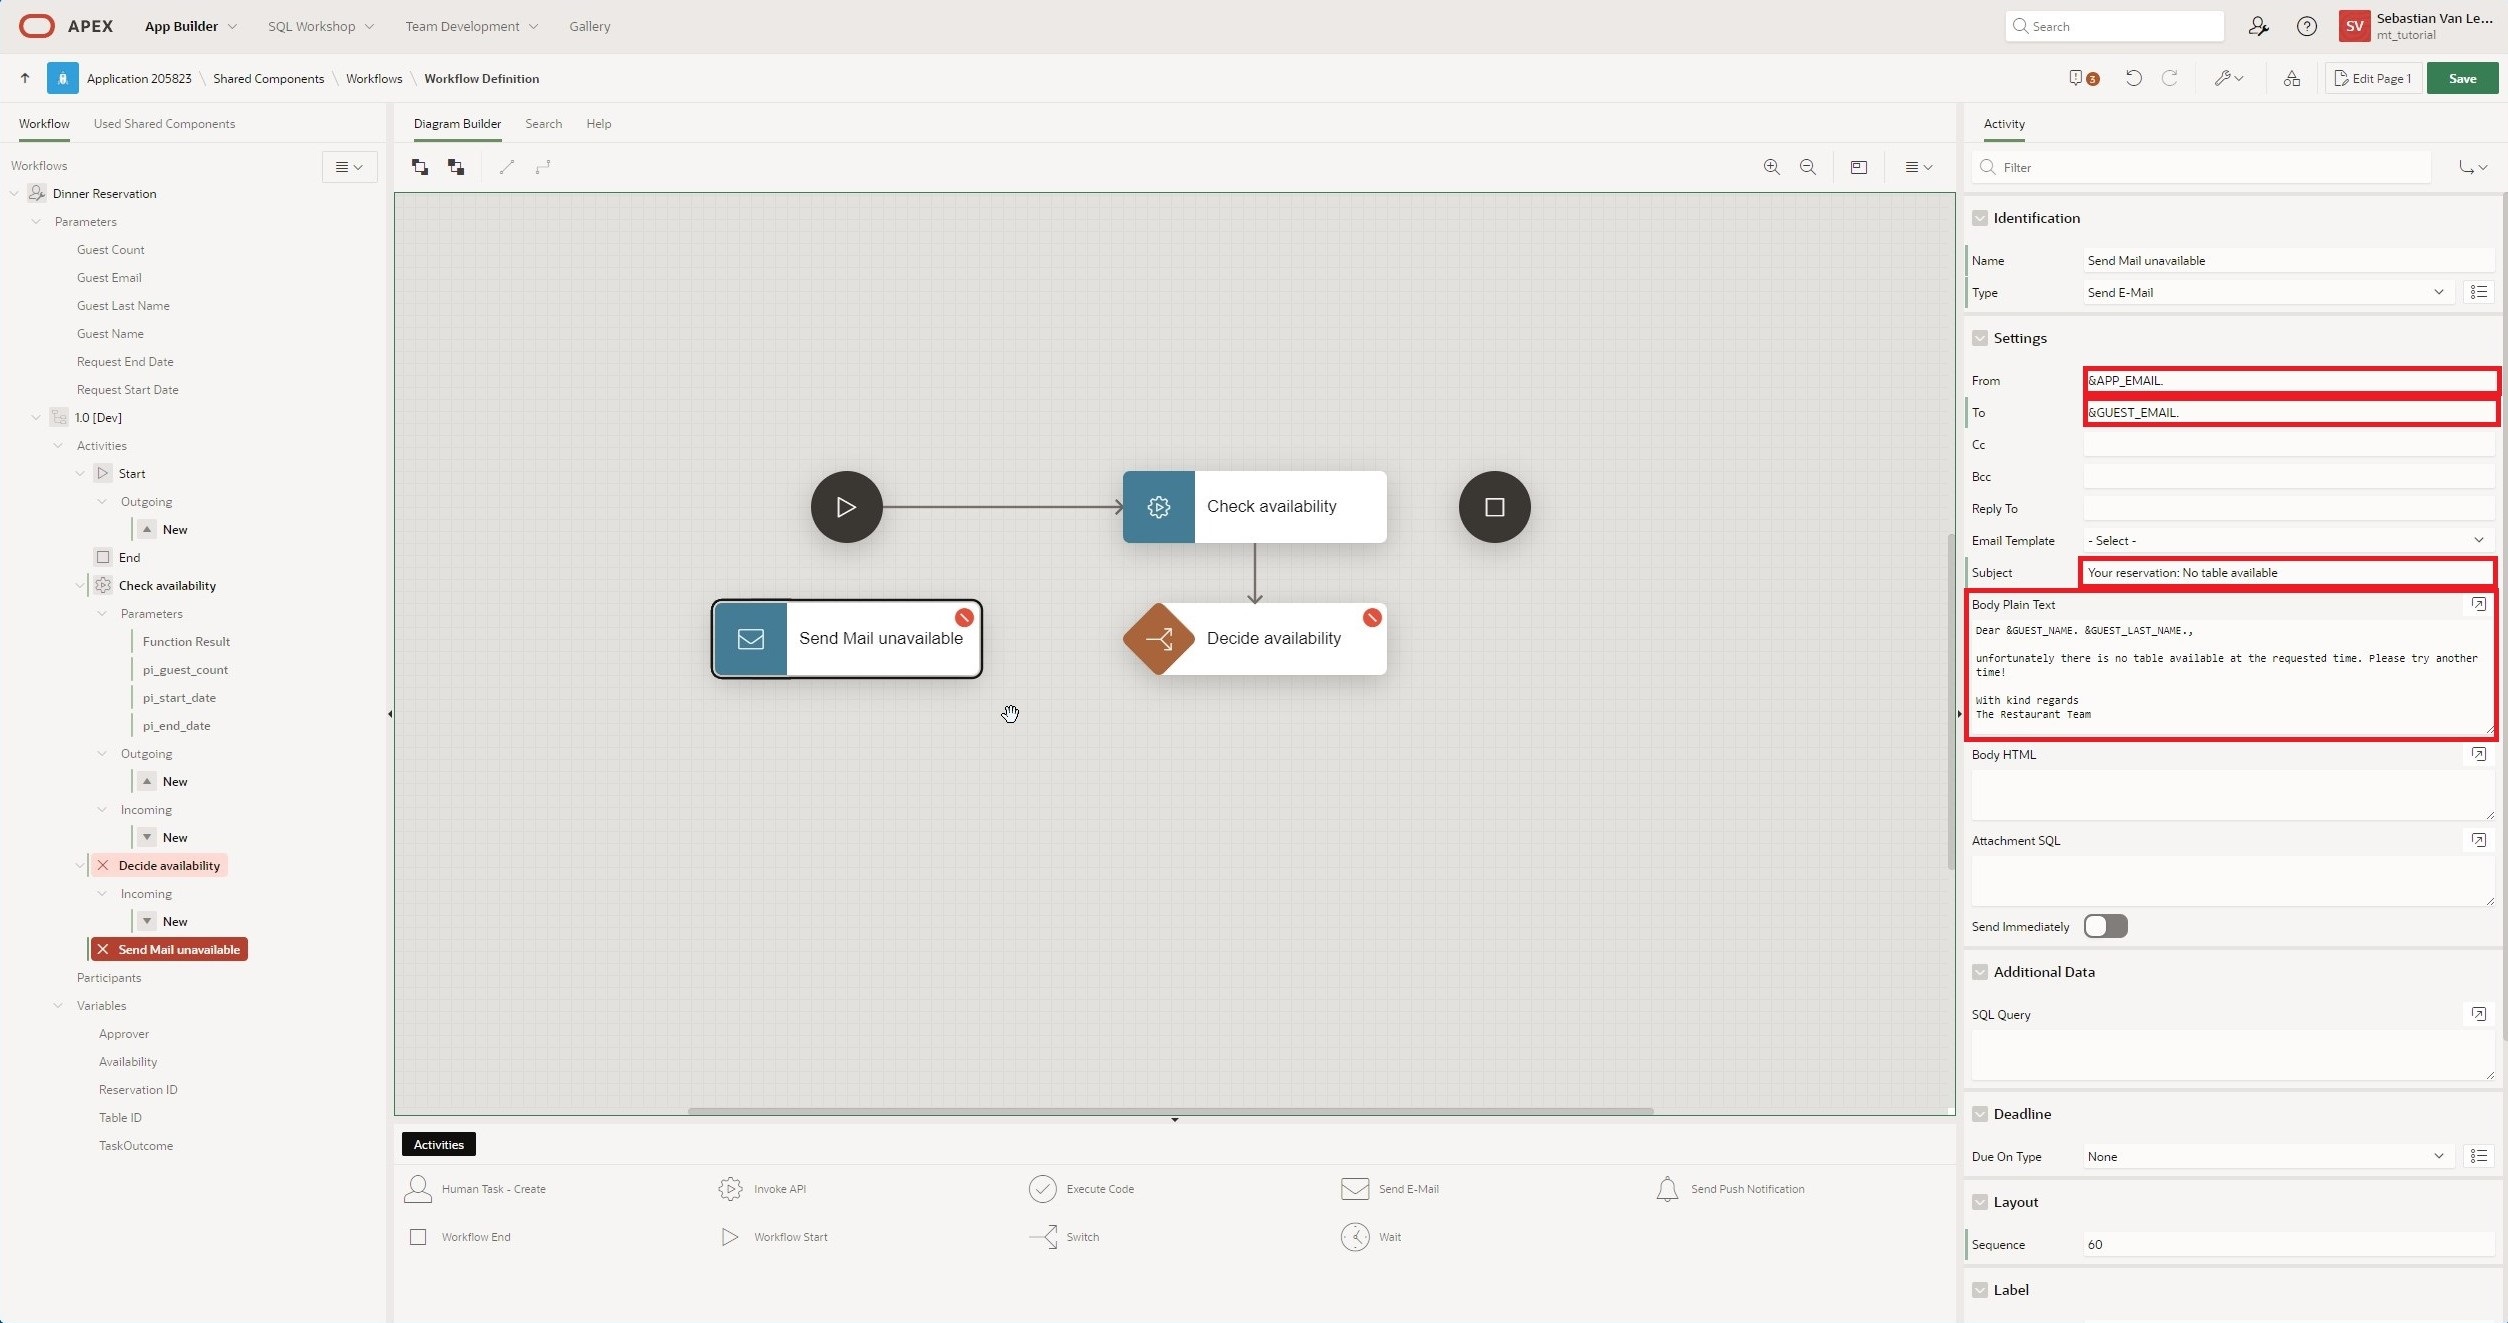 APEX
App Builder
SQL Workshop
Team Development
Gallery
Search
SV
Sebastian Van Le...
mt_tutorial
Application 205823 \ Shared Components \ Workflows \ Workflow Definition
3
Edit Page 1
Save
Workflow
Used Shared Components
Workflows
Dinner Reservation
Parameters
Guest Count
Guest Email
Guest Last Name
Guest Name
Request End Date
Request Start Date
1.0 [Dev]
Activities
Start
Outgoing
New
End
Check availability
Parameters
Function Result
pi_guest_count
pi_start_date
pi_end_date
Outgoing
New
Incoming
New
Decide availability
Incoming
New
Send Mail unavailable
Participants
Variables
Approver
Availability
Reservation ID
Table ID
TaskOutcome
Diagram Builder
Search
Help
Check availability
Send Mail unavailable
Decide availability
Activities
Human Task - Create
Invoke API
Execute Code
Send E-Mail
Send Push Notification
Workflow End
Workflow Start
Switch
Wait
Activity
Filter
Identification
Name
Send Mail unavailable
Type
Send E-Mail
Settings
From
&APP_EMAIL.
To
&GUEST_EMAIL.
Cc
Bcc
Reply To
Email Template
- Select -
Subject
Your reservation: No table available
Body Plain Text
Dear &GUEST_NAME. &GUEST_LAST_NAME.,
unfortunately there is no table available at the requested time. Please try another
time!
With kind regards
The Restaurant Team
Body HTML
Attachment SQL
Send Immediately
Additional Data
SQL Query
Deadline
Due On Type
None
Layout
Sequence
60
Label